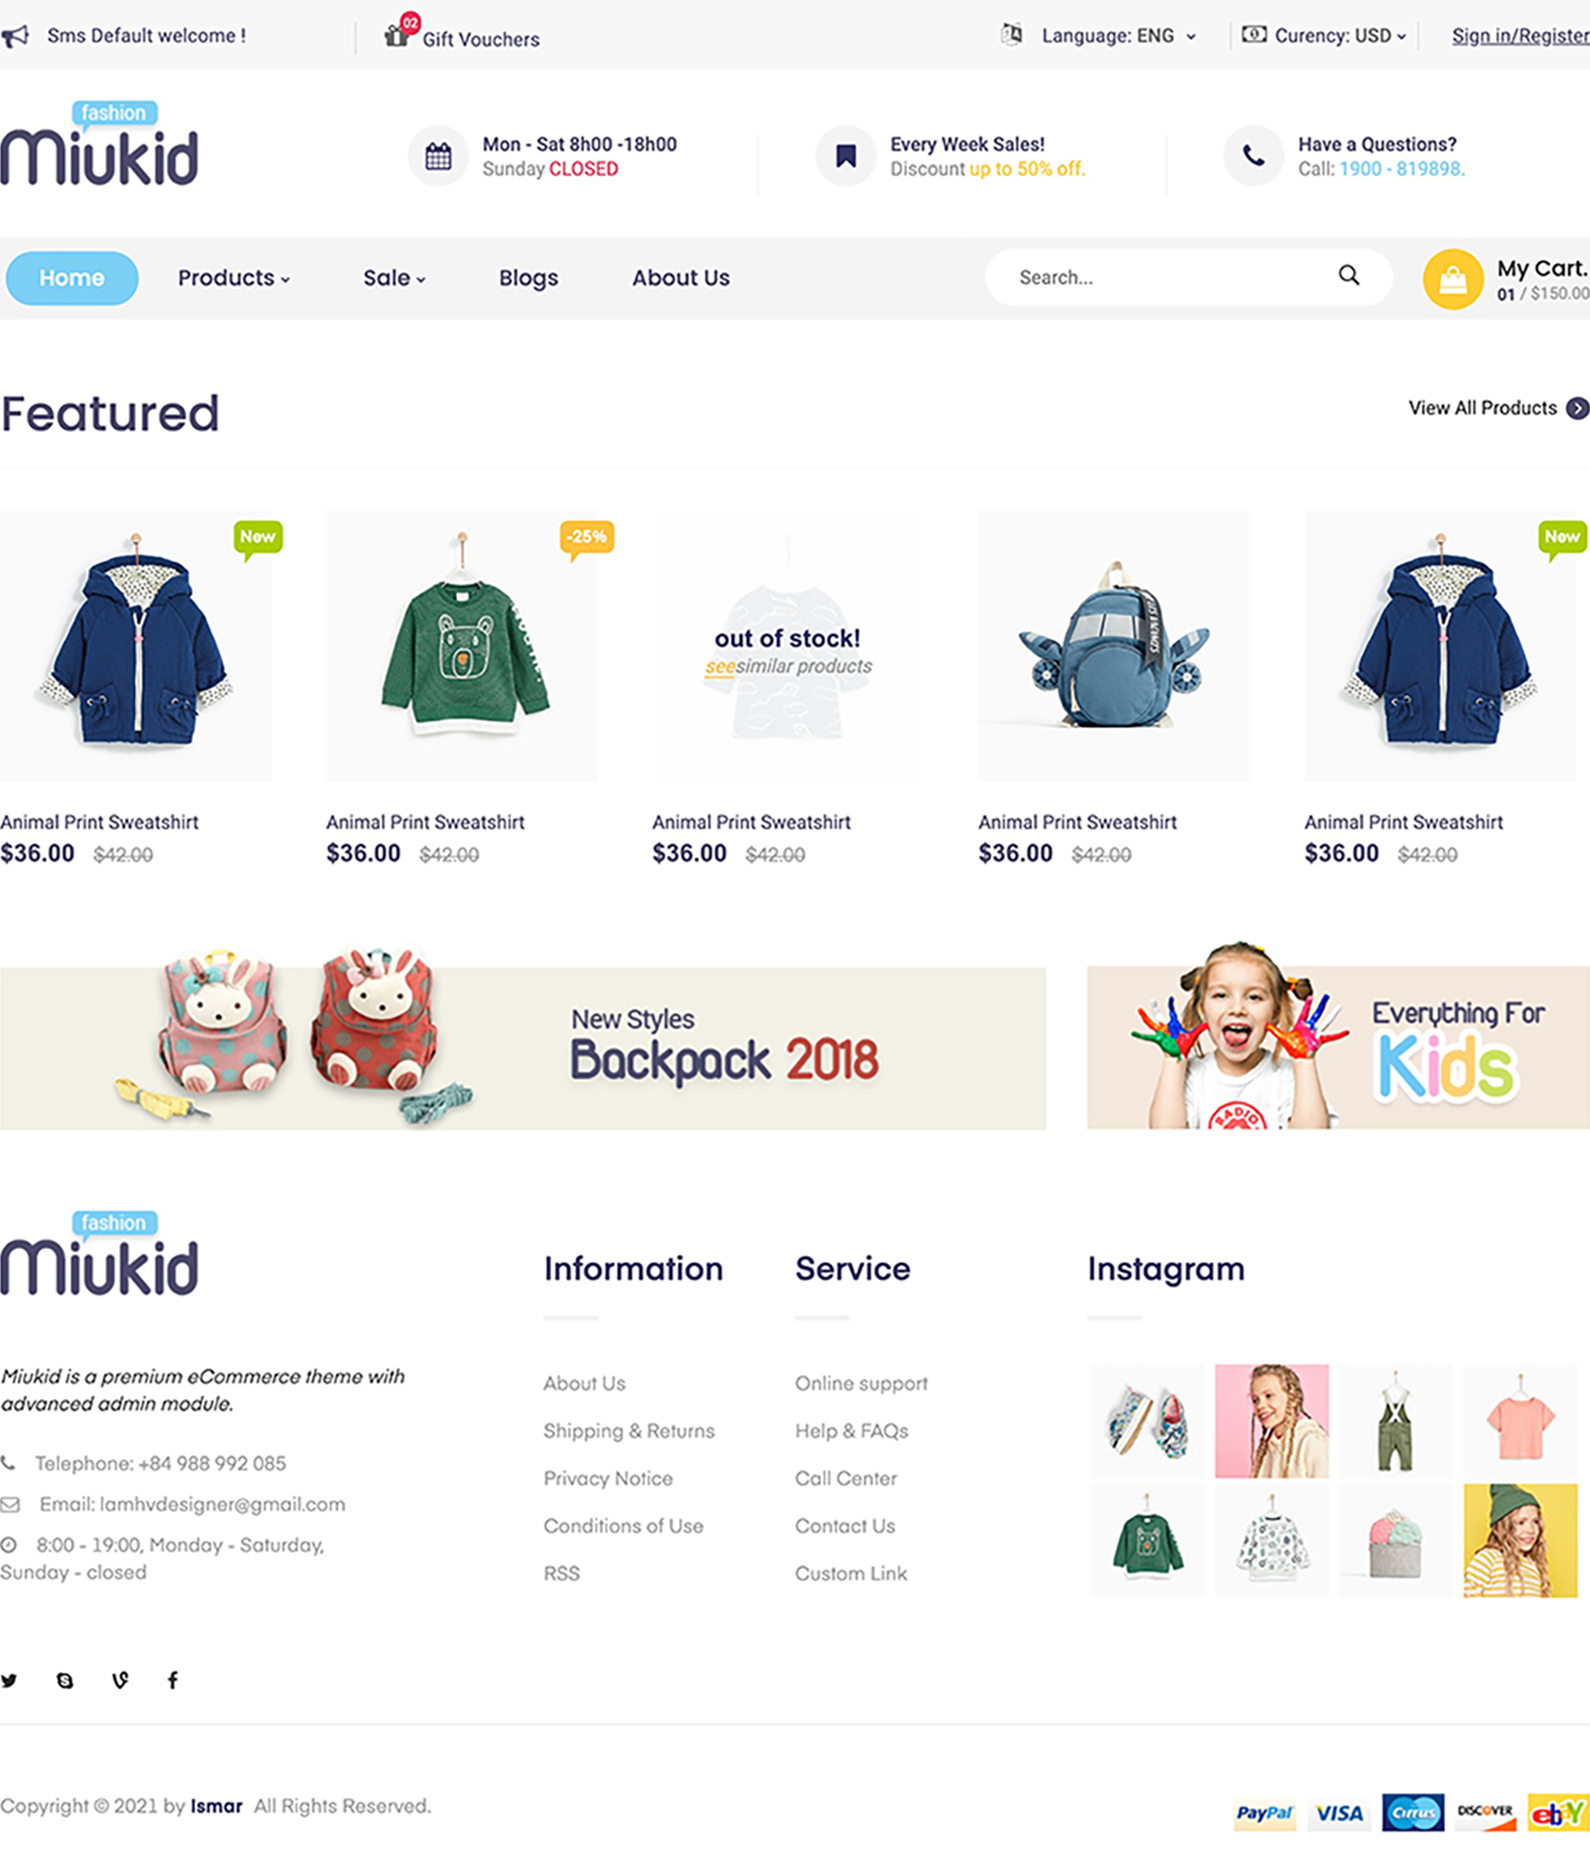 Sms Default welcome !
02
Gift Vouchers
Language: ENG
Curency: USD
Sign in/Register
fashion
Miukid
Mon - Sat 8h00 -18h00
Sunday CLOSED
Every Week Sales!
Discount up to 50% off.
Have a Questions?
Call: 1900 - 819898.
Home
Products
Sale
Blogs
About Us
Search...
My Cart.
01 / $150.00
Featured
View All Products
New
-25%
out of stock!
seesimilar products
New
Animal Print Sweatshirt
$36.00 $42.00
Animal Print Sweatshirt
$36.00 $42.00
Animal Print Sweatshirt
$36.00 $42.00
Animal Print Sweatshirt
$36.00 $42.00
Animal Print Sweatshirt
$36.00 $42.00
New Styles
Backpack 2018
Everything For
Kids
RADIO
fashion
Miukid
Miukid is a premium eCommerce theme with
advanced admin module.
Telephone: +84 988 992 085
Email: lamhvdesigner@gmail.com
8:00 - 19:00, Monday - Saturday,
Sunday - closed
Information
About Us
Shipping & Returns
Privacy Notice
Conditions of Use
RSS
Service
Online support
Help & FAQs
Call Center
Contact Us
Custom Link
Instagram
Copyright © 2021 by Ismar All Rights Reserved.
PayPal
VISA
Cirrus
DISCOVER
ebay